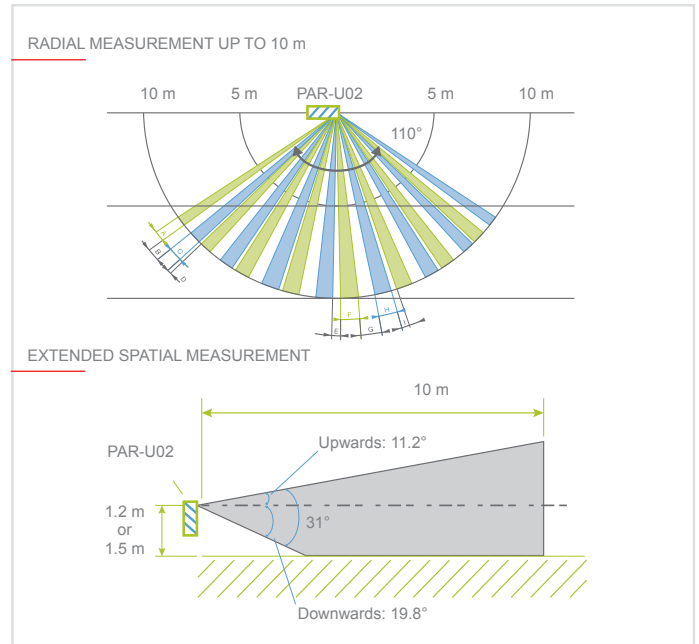 RADIAL MEASUREMENT UP TO 10 m
10 m 5 m PAR-U02 5 m 10 m
110°
A
B
C
D
E
F
G
H
I
EXTENDED SPATIAL MEASUREMENT
10 m
PAR-U02
Upwards: 11.2°
1.2 m
or
1.5 m
31°
Downwards: 19.8°